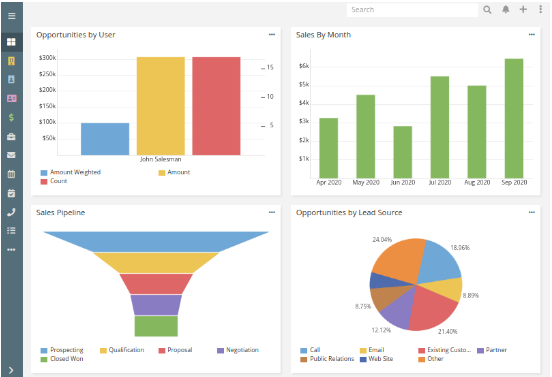 Search
Opportunities by User
$300k
$250k
$200k
$150k
$100k
$50k
15
10
5
John Salesman
Amount Weighted
Amount
Count
Sales By Month
$6k
$5k
$4k
$3k
$2k
$1k
Apr 2020
May 2020
Jun 2020
Jul 2020
Aug 2020
Sep 2020
Sales Pipeline
Prospecting
Qualification
Proposal
Negotiation
Closed Won
Opportunities by Lead Source
24.04%
18.96%
8.89%
8.75%
12.12%
21.40%
Call
Email
Existing Custo...
Partner
Public Relations
Web Site
Other